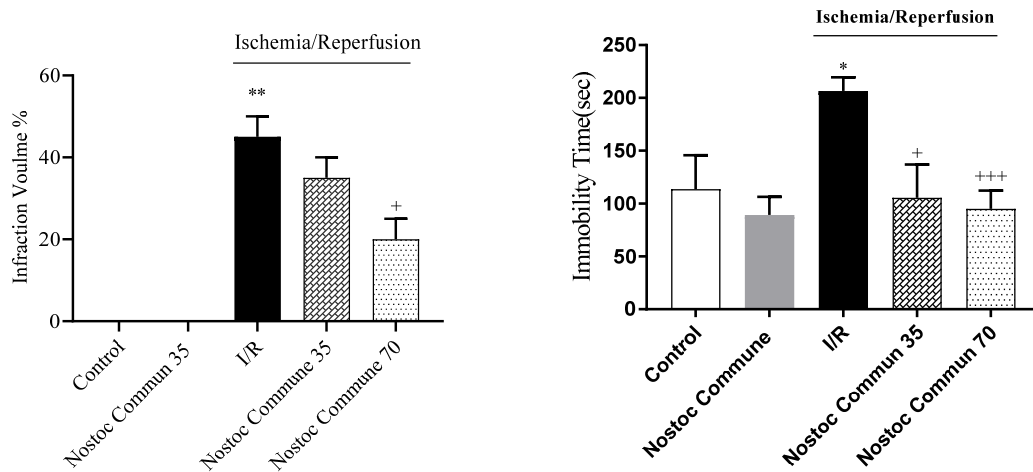 Ischemia/Reperfusion
Infraction Voulme %
60
40
20
0
**
+
Control
Nostoc Commun 35
I/R
Nostoc Commune 35
Nostoc Commune 70
Ischemia/Reperfusion
Immobility Time(sec)
250
200
150
100
50
0
*
+
+++
Control
Nostoc Commune
I/R
Nostoc Commun 35
Nostoc Commun 70